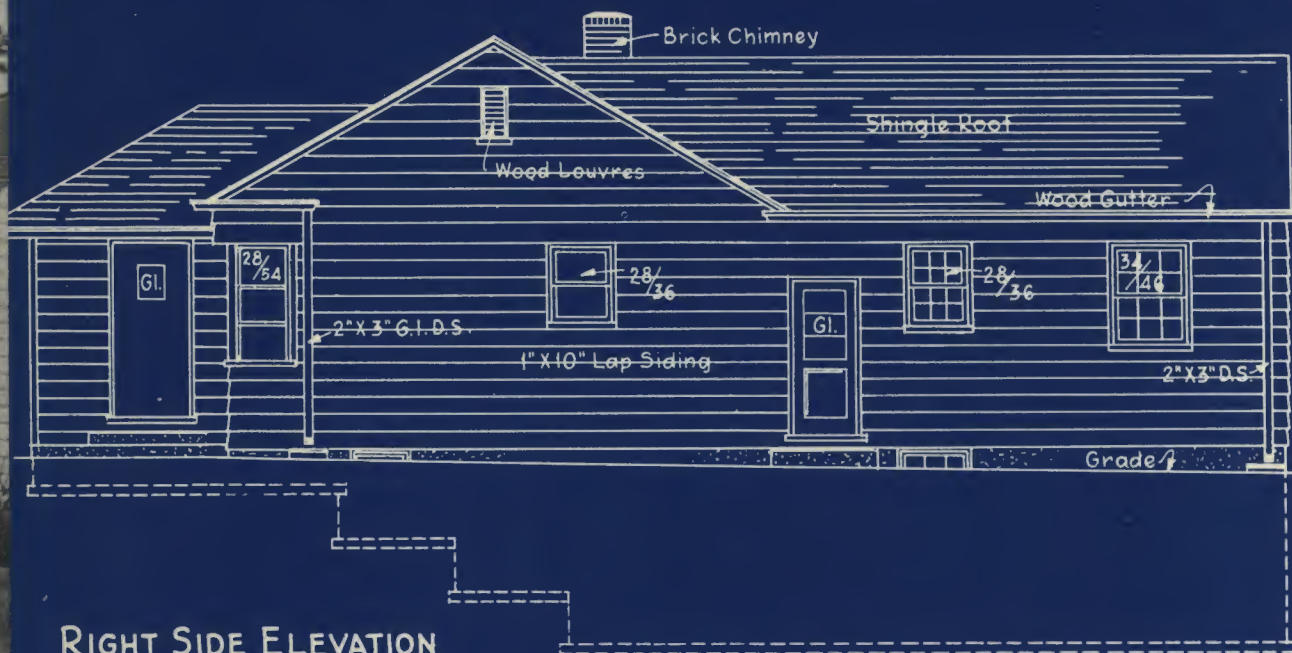 Brick Chimney
Shingle Roof
Wood Louvres
Wood Gutter
28/54
Gl.
28/36
28/36
34/46
2"X3"G.I.D.S.
Gl.
1"X10" Lap Siding
2"X3"D.S.
Grade
RIGHT SIDE ELEVATION